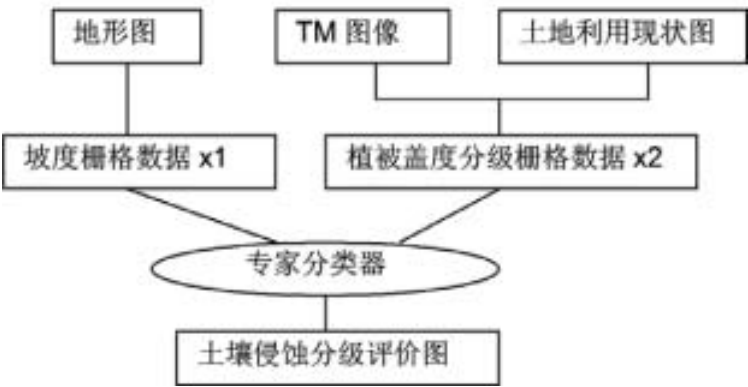 地形图
TM 图像
土地利用现状图
坡度栅格数据 x1
植被盖度分级栅格数据 x2
专家分类器
土壤侵蚀分级评价图